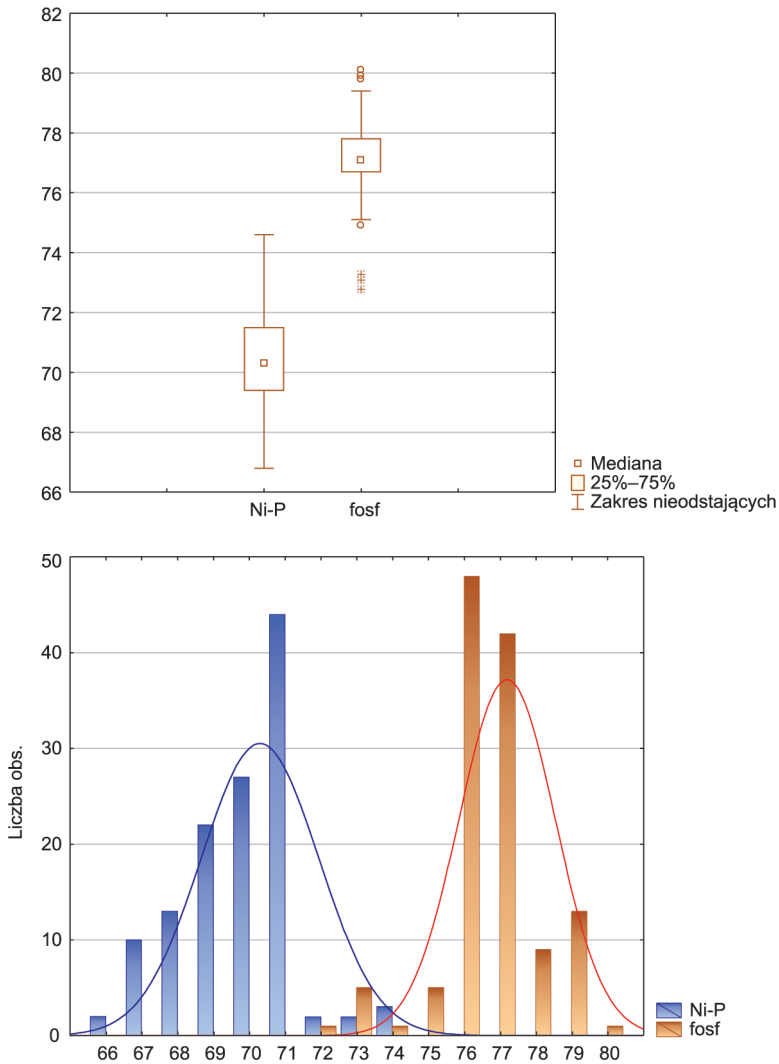 82
80
78
76
74
72
70
68
66
Ni-P fosf
Mediana
25%–75%
Zakres nieodstających
50
40
30
20
10
0
Liczba obs.
66 67 68 69 70 71 72 73 74 75 76 77 78 79 80
Ni-P
fosf